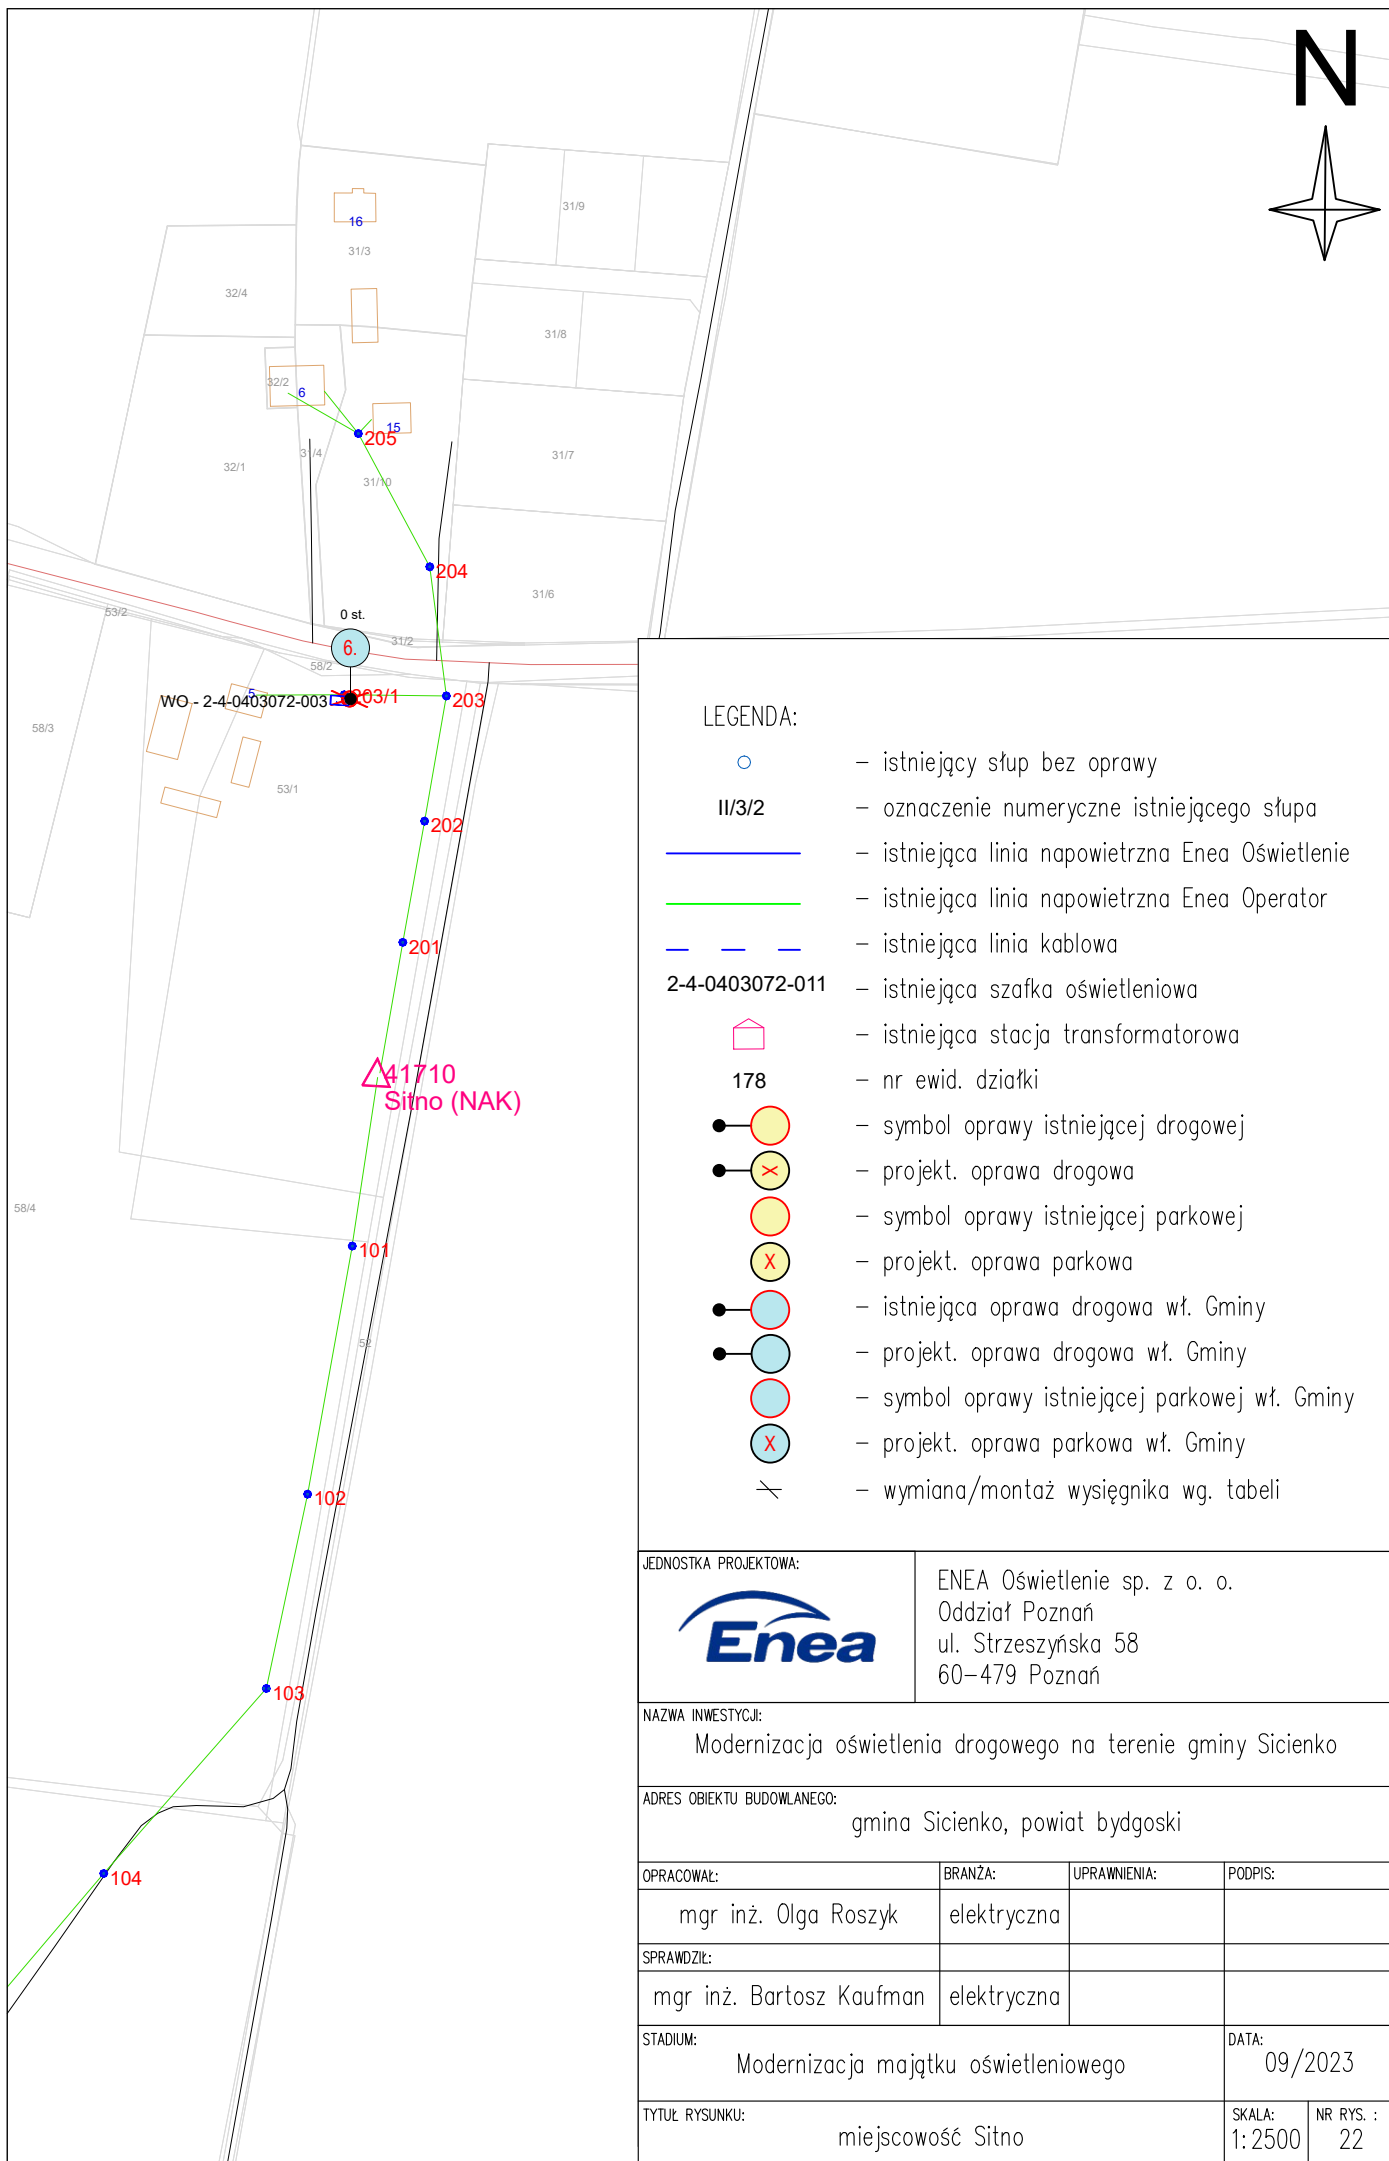 N
31/9
16
31/3
32/4
31/8
32/2
6
15
205
31/4
32/1
31/7
31/10
204
31/6
53/2
0 st.
6.
31/2
58/2
5
WO - 2-4-0403072-003
203/1
203
58/3
53/1
202
201
41710
Sitno (NAK)
58/4
101
52
102
103
104
LEGENDA:
– istniejący słup bez oprawy
II/3/2 – oznaczenie numeryczne istniejącego słupa
– istniejąca linia napowietrzna Enea Oświetlenie
– istniejąca linia napowietrzna Enea Operator
– istniejąca linia kablowa
2-4-0403072-011 – istniejąca szafka oświetleniowa
– istniejąca stacja transformatorowa
178 – nr ewid. działki
– symbol oprawy istniejącej drogowej
X – projekt. oprawa drogowa
– symbol oprawy istniejącej parkowej
X – projekt. oprawa parkowa
– istniejąca oprawa drogowa wł. Gminy
– projekt. oprawa drogowa wł. Gminy
– symbol oprawy istniejącej parkowej wł. Gminy
X – projekt. oprawa parkowa wł. Gminy
– wymiana/montaż wysięgnika wg. tabeli
JEDNOSTKA PROJEKTOWA:
Enea
ENEA Oświetlenie sp. z o. o.
Oddział Poznań
ul. Strzeszyńska 58
60–479 Poznań
NAZWA INWESTYCJI:
Modernizacja oświetlenia drogowego na terenie gminy Sicienko
ADRES OBIEKTU BUDOWLANEGO:
gmina Sicienko, powiat bydgoski
OPRACOWAŁ: BRANŻA: UPRAWNIENIA: PODPIS:
mgr inż. Olga Roszyk elektryczna
SPRAWDZIŁ:
mgr inż. Bartosz Kaufman elektryczna
STADIUM: DATA:
Modernizacja majątku oświetleniowego 09/2023
TYTUŁ RYSUNKU: SKALA: NR RYS. :
miejscowość Sitno 1:2500 22